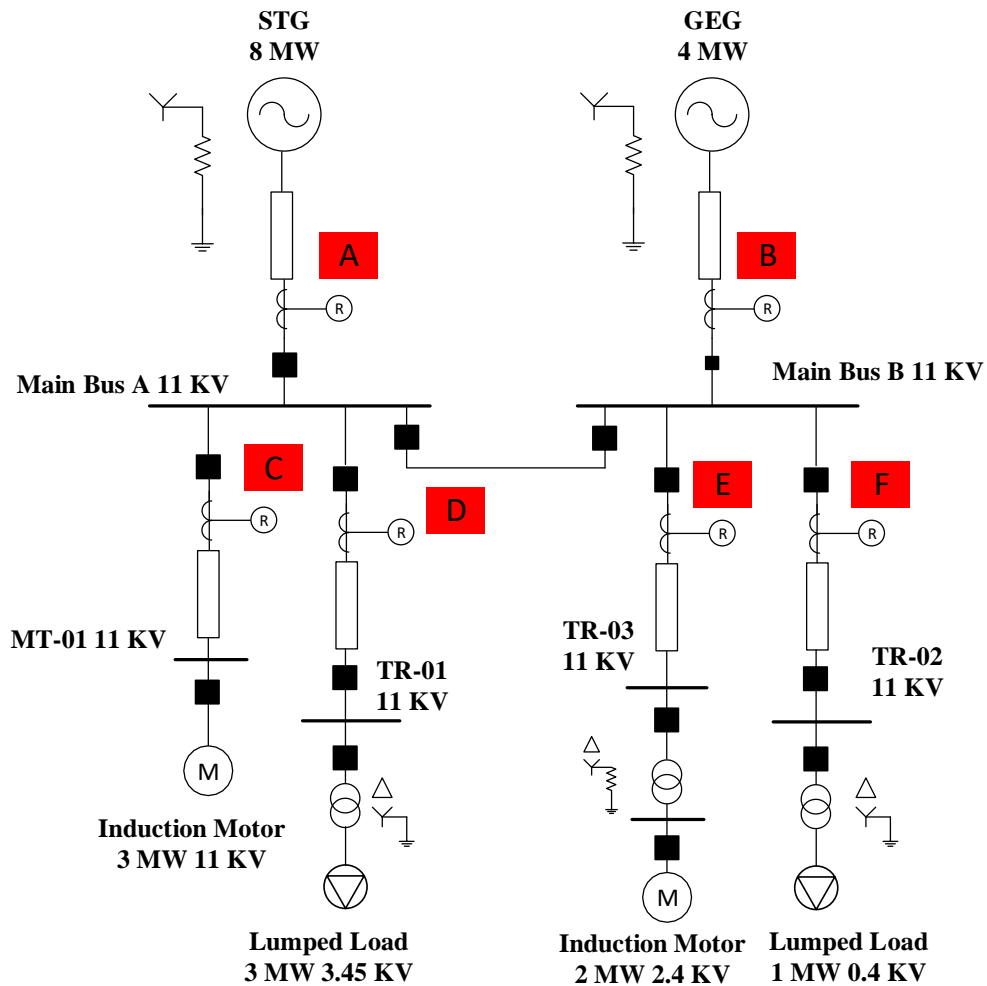 STG
8 MW
GEG
4 MW
A
B
R
R
Main Bus A 11 KV
Main Bus B 11 KV
C
D
E
F
R
R
R
R
MT-01 11 KV
TR-01
11 KV
TR-03
11 KV
TR-02
11 KV
M
Induction Motor
3 MW 11 KV
M
Lumped Load
3 MW 3.45 KV
Induction Motor
2 MW 2.4 KV
Lumped Load
1 MW 0.4 KV